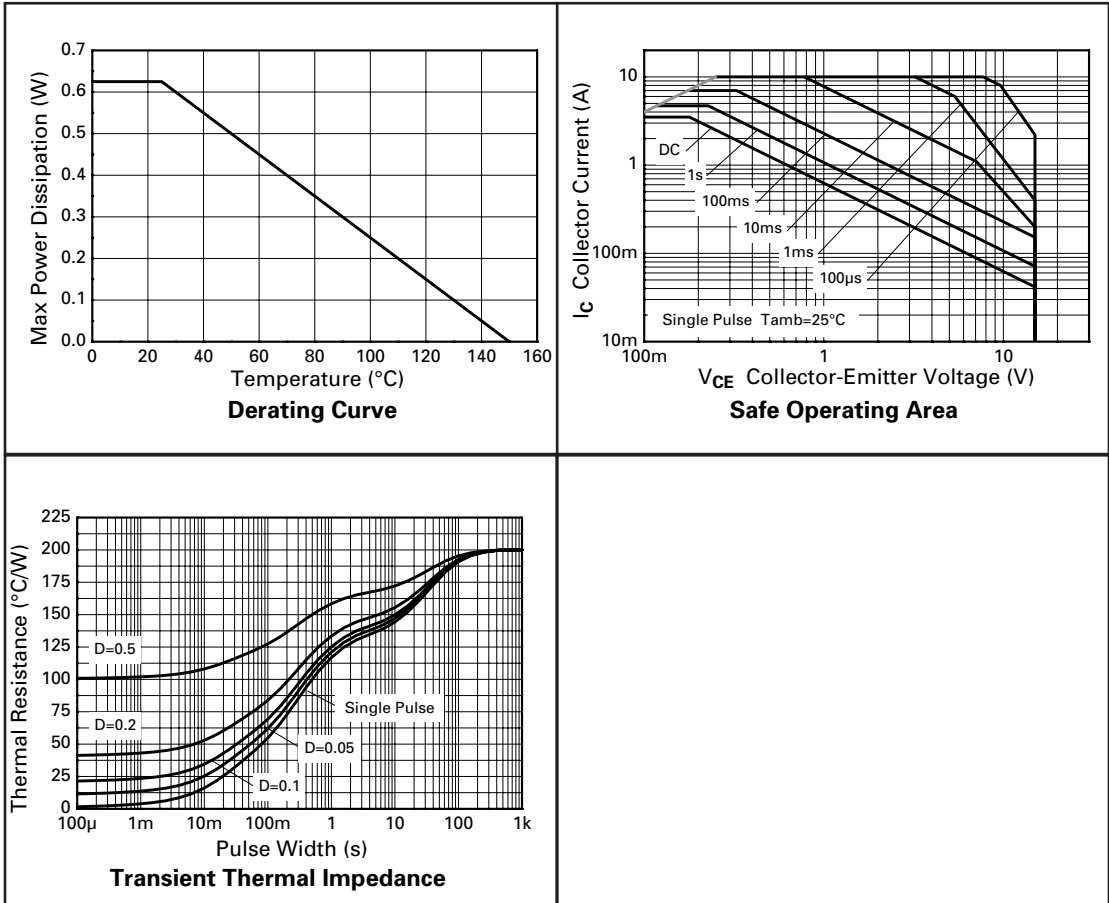 Max Power Dissipation (W)
0.7
0.6
0.5
0.4
0.3
0.2
0.1
0.0
0 20 40 60 80 100 120 140 160
Temperature (°C)
Derating Curve
IC Collector Current (A)
10
1
100m
10m
DC
1s
100ms
10ms
1ms
100µs
Single Pulse Tamb=25°C
100m 1 10
VCE Collector-Emitter Voltage (V)
Safe Operating Area
Thermal Resistance (°C/W)
225
200
175
150
125
100
75
50
25
0
D=0.5
D=0.2
Single Pulse
D=0.05
D=0.1
100µ 1m 10m 100m 1 10 100 1k
Pulse Width (s)
Transient Thermal Impedance